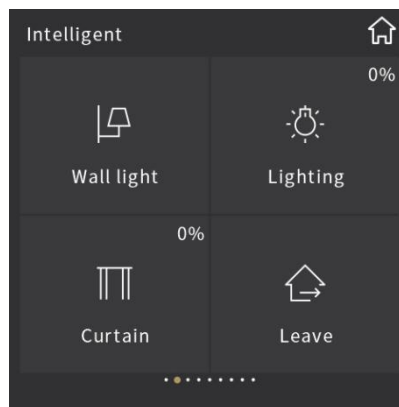 Intelligent
0%
Wall light
Lighting
0%
Curtain
Leave